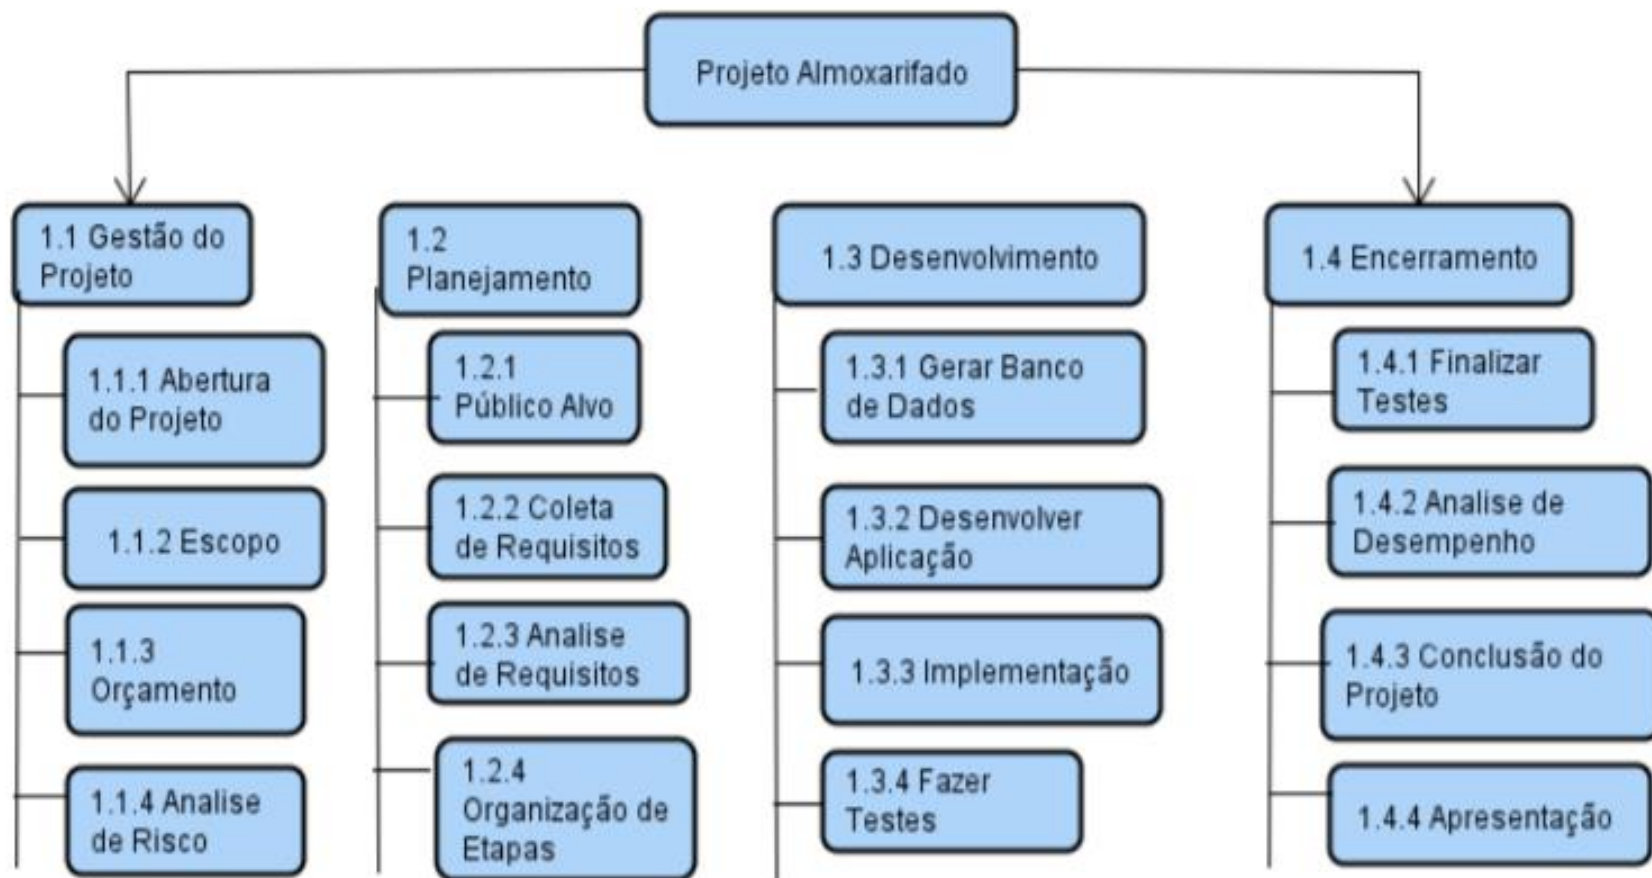 Projeto Almoxarifado
1.1 Gestão do
Projeto
1.1.1 Abertura
do Projeto
1.1.2 Escopo
1.1.3
Orçamento
1.1.4 Analise
de Risco
1.2
Planejamento
1.2.1
Público Alvo
1.2.2 Coleta
de Requisitos
1.2.3 Analise
de Requisitos
1.2.4
Organização de
Etapas
1.3 Desenvolvimento
1.3.1 Gerar Banco
de Dados
1.3.2 Desenvolver
Aplicação
1.3.3 Implementação
1.3.4 Fazer
Testes
1.4 Encerramento
1.4.1 Finalizar
Testes
1.4.2 Analise de
Desempenho
1.4.3 Conclusão do
Projeto
1.4.4 Apresentação